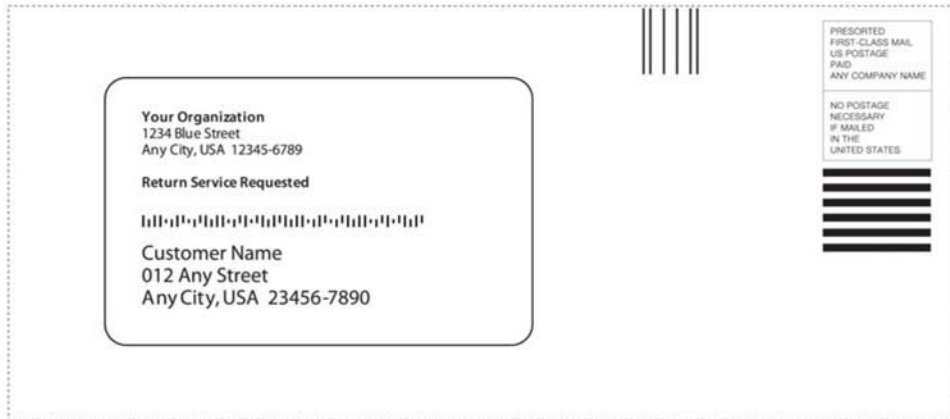 PRESORTED
FIRST-CLASS MAIL
US POSTAGE
PAID
ANY COMPANY NAME
NO POSTAGE
NECESSARY
IF MAILED
IN THE
UNITED STATES
Your Organization
1234 Blue Street
Any City, USA 12345-6789
Return Service Requested
Customer Name
012 Any Street
Any City, USA 23456-7890